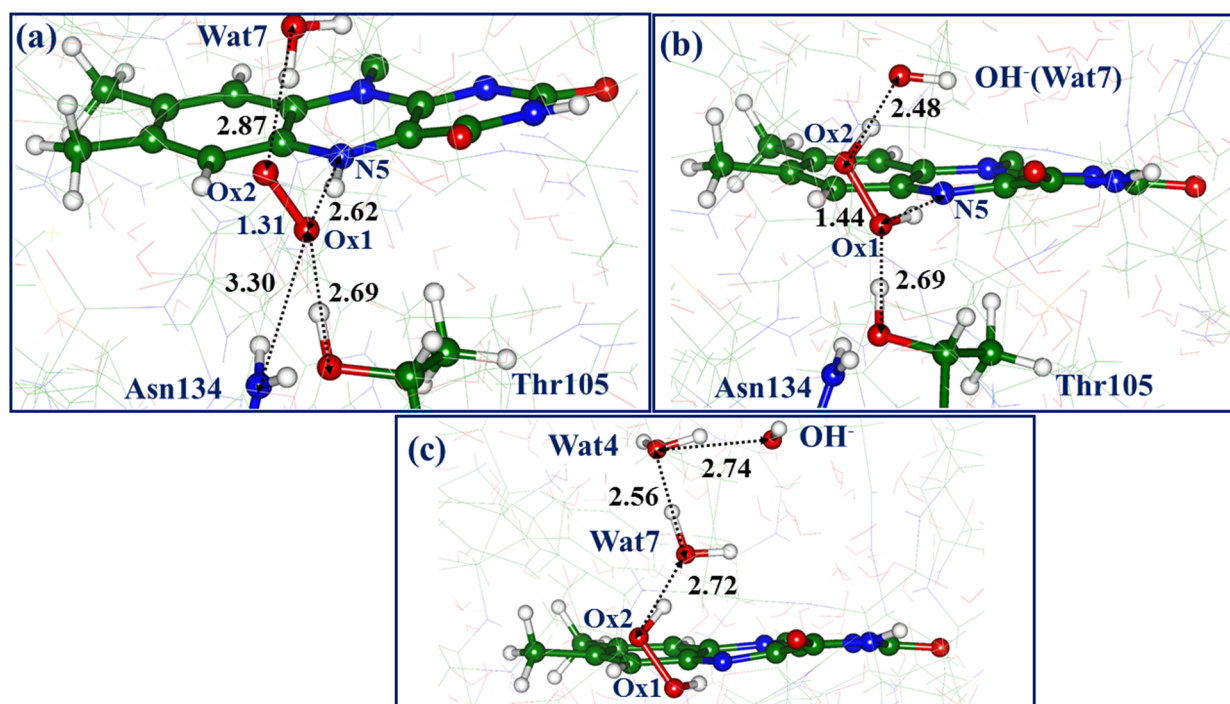 (a)
Wat7
2.87
N5
Ox2
2.62
1.31
Ox1
3.30
2.69
Asn134
Thr105
(b)
OH-(Wat7)
2.48
Ox2
1.44
N5
Ox1
2.69
Asn134
Thr105
(c)
Wat4
OH-
2.74
2.56
Wat7
2.72
Ox2
Ox1